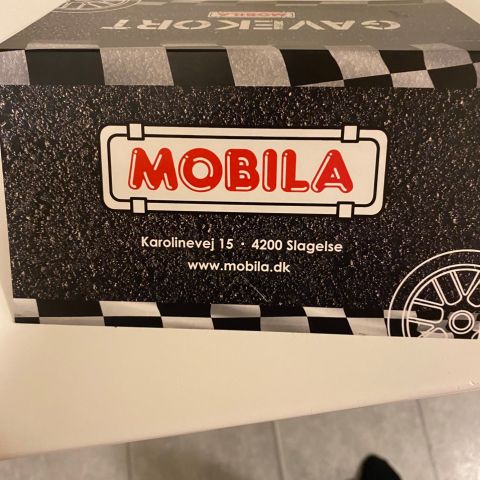 GAVEKORT
MOBILA
MOBILA
Karolinevej 15 · 4200 Slagelse
www.mobila.dk